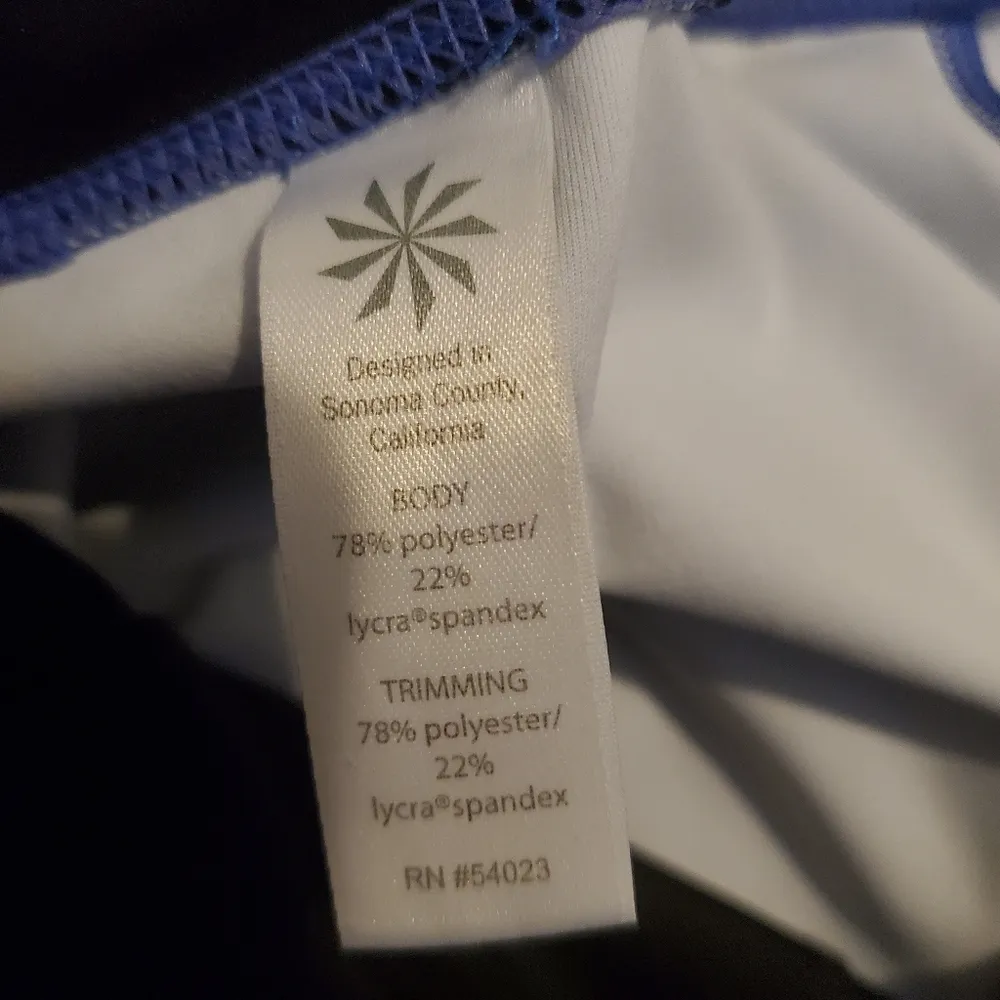 Designed in
Sonoma County,
California
BODY
78% polyester/
22%
lycra®spandex
TRIMMING
78% polyester/
22%
lycra®spandex
RN #54023